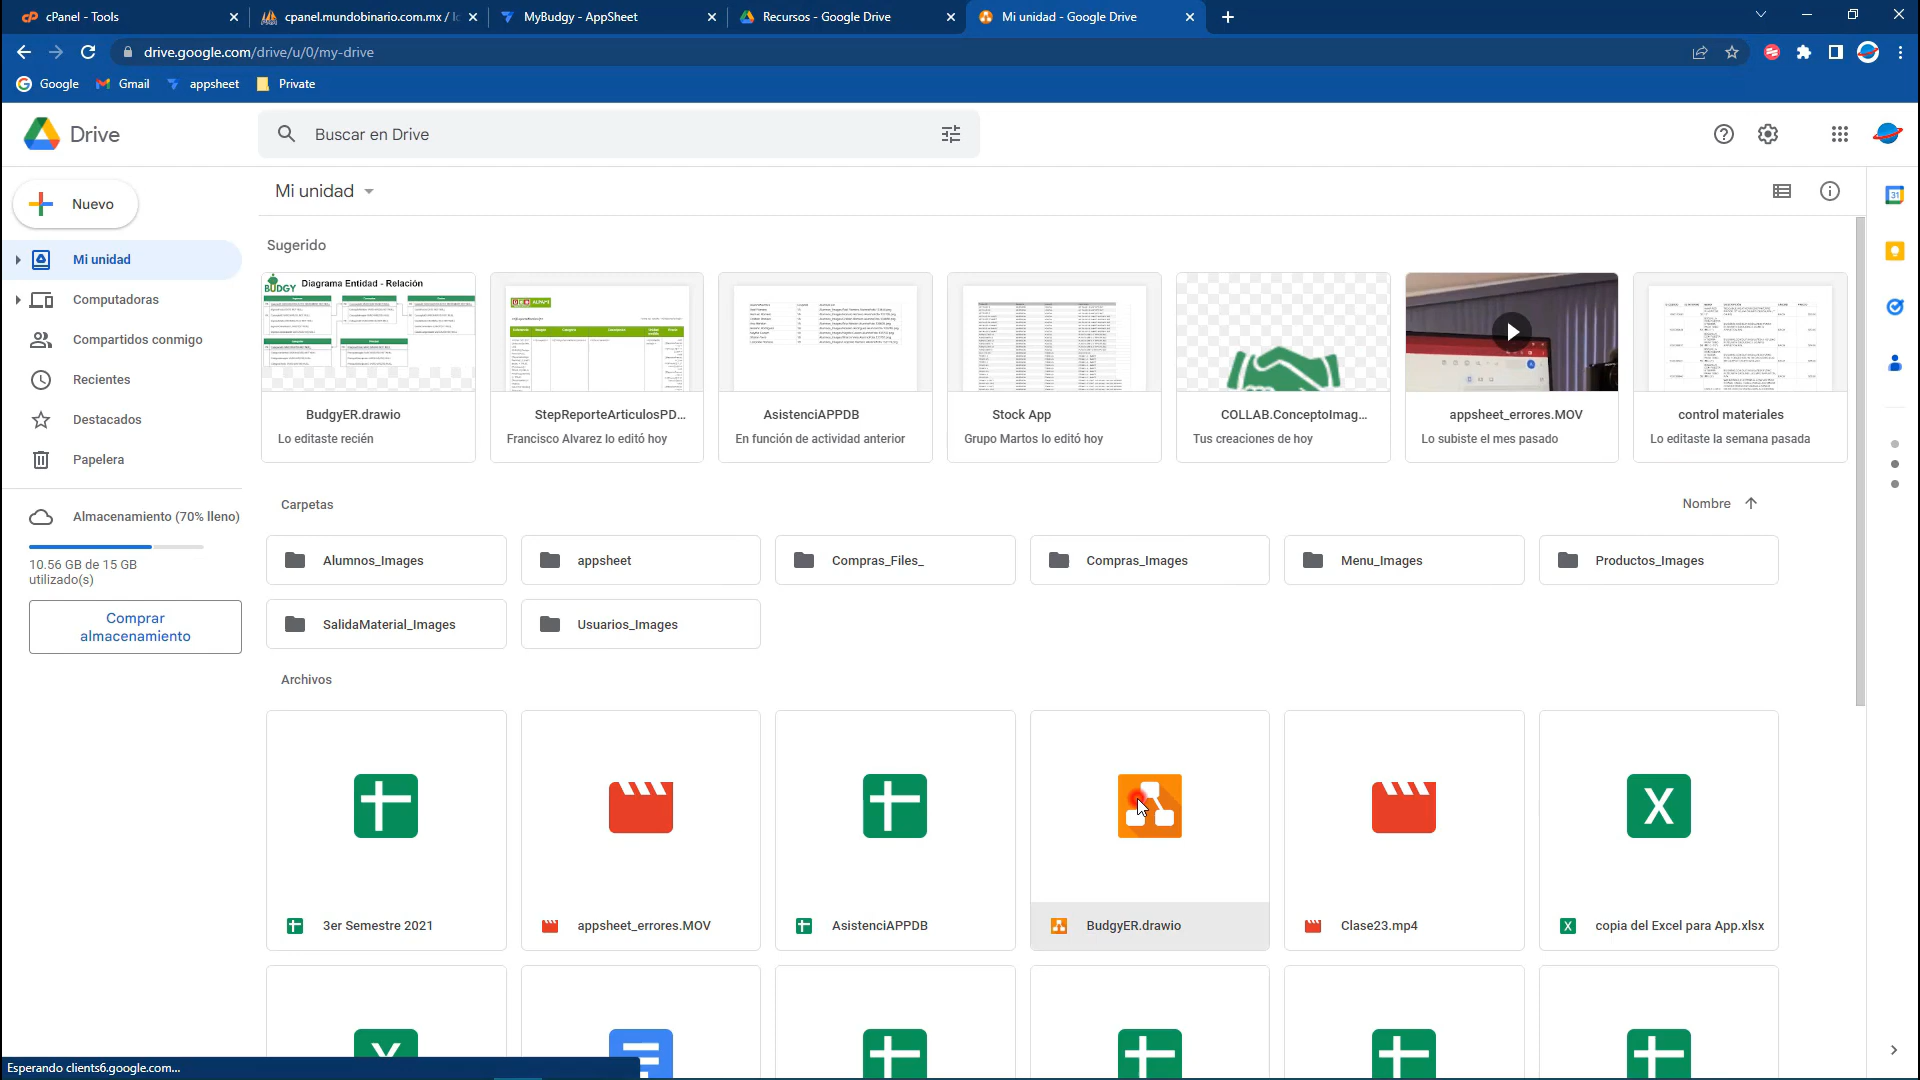 cPanel - Tools
cpanel.mundobinario.com.mx / lo
MyBudgy - AppSheet
Recursos - Google Drive
Mi unidad - Google Drive
drive.google.com/drive/u/0/my-drive
Google
Gmail
appsheet
Private
Drive
Buscar en Drive
Nuevo
Mi unidad
Computadoras
Compartidos conmigo
Recientes
Destacados
Papelera
Almacenamiento (70% lleno)
10.56 GB de 15 GB
utilizado(s)
Comprar
almacenamiento
Mi unidad
Sugerido
BUDGY
Diagrama Entidad - Relación
BudgyER.drawio
Lo editaste recién
StepReporteArticulosPD...
Francisco Alvarez lo editó hoy
AsistenciAPPDB
En función de actividad anterior
Stock App
Grupo Martos lo editó hoy
COLLAB.ConceptoImag...
Tus creaciones de hoy
appsheet_errores.MOV
Lo subiste el mes pasado
control materiales
Lo editaste la semana pasada
Carpetas
Nombre
Alumnos_Images
appsheet
Compras_Files_
Compras_Images
Menu_Images
Productos_Images
SalidaMaterial_Images
Usuarios_Images
Archivos
3er Semestre 2021
appsheet_errores.MOV
AsistenciAPPDB
BudgyER.drawio
Clase23.mp4
copia del Excel para App.xlsx
31
Esperando clients6.google.com...